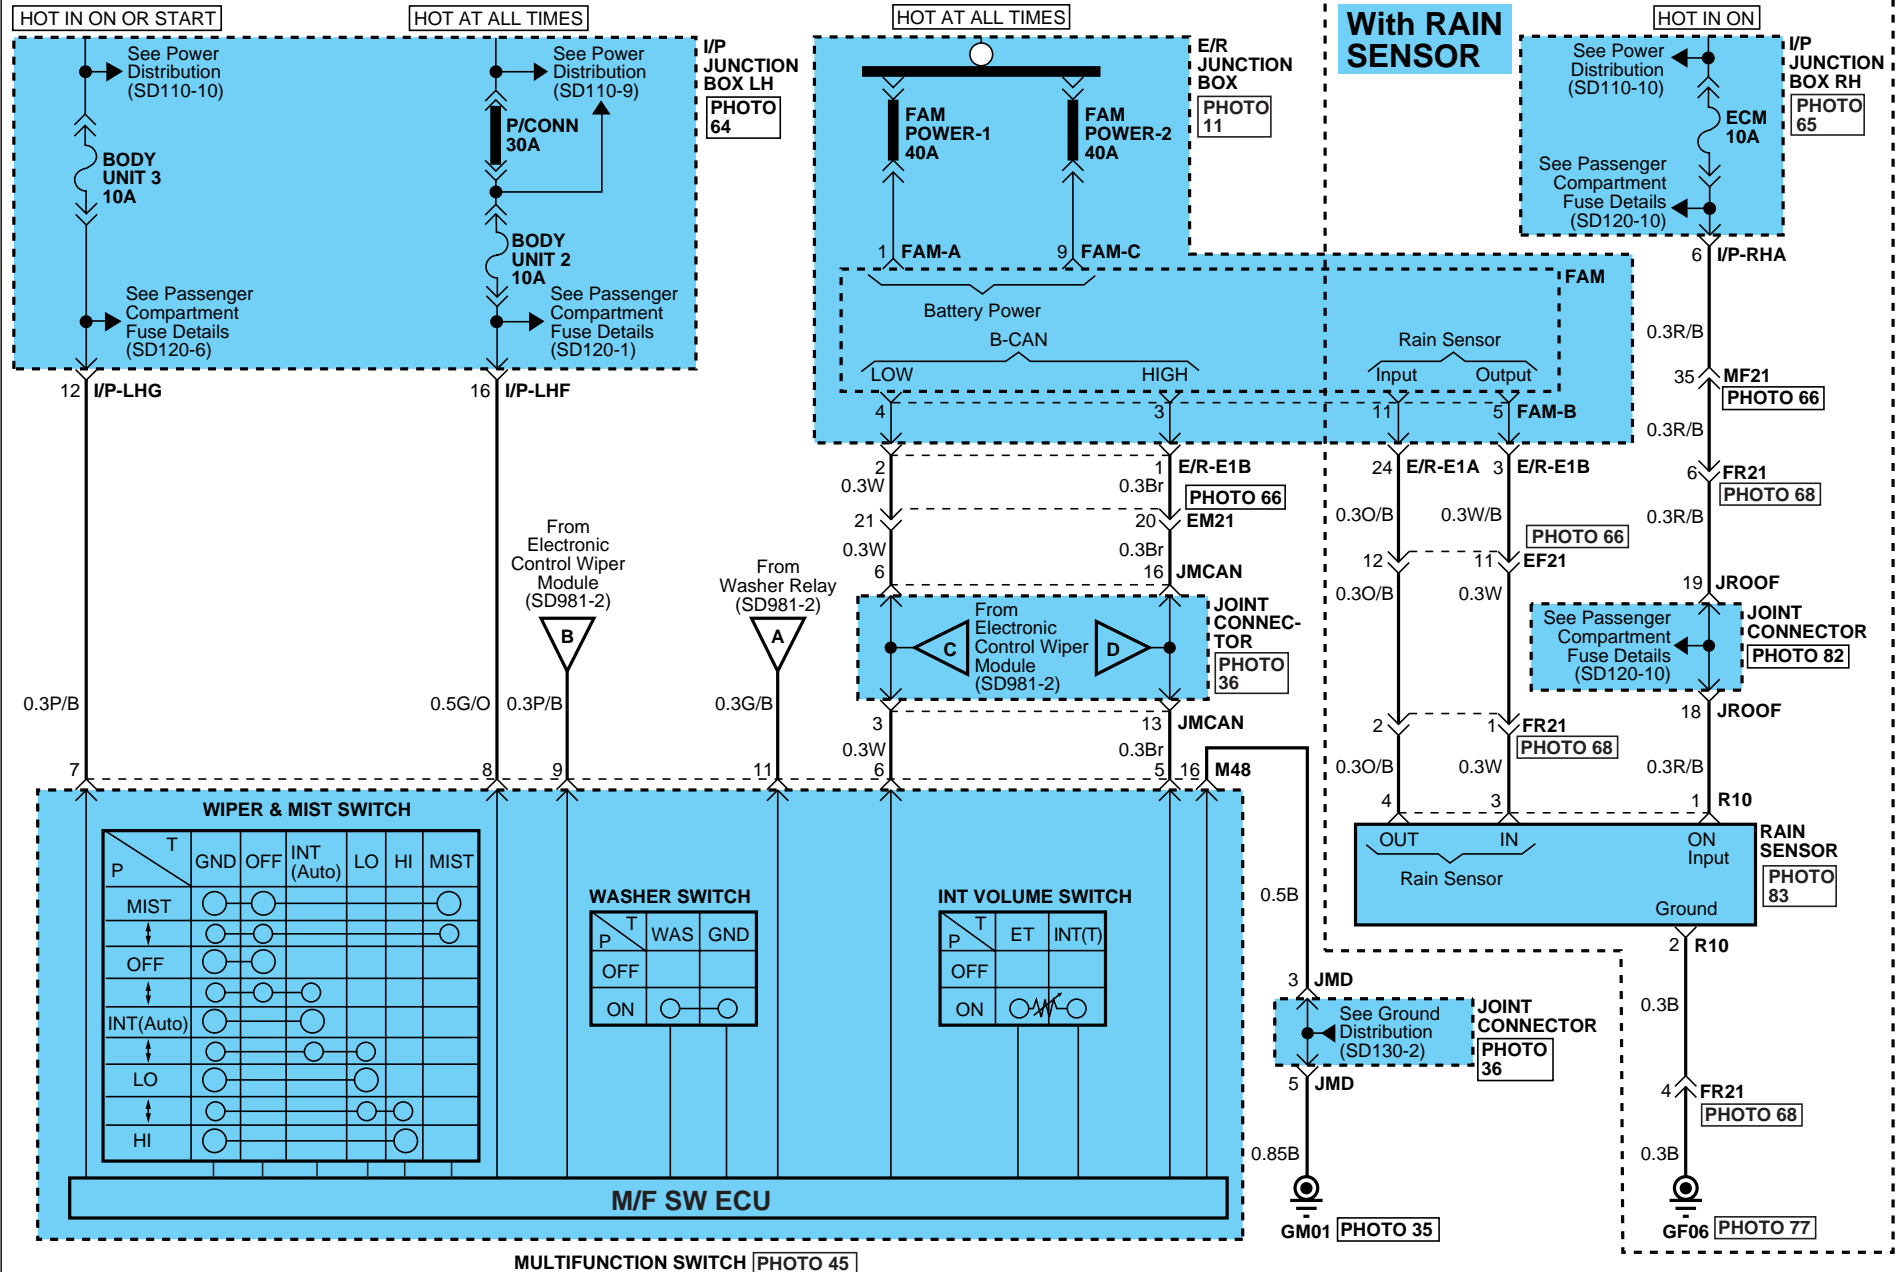 HOT IN ON OR START
HOT AT ALL TIMES
HOT AT ALL TIMES
HOT IN ON
With RAIN
SENSOR
See Power
Distribution
(SD110-10)
BODY
UNIT 3
10A
See Passenger
Compartment
Fuse Details
(SD120-6)
12 I/P-LHG
See Power
Distribution
(SD110-9)
P/CONN
30A
BODY
UNIT 2
10A
See Passenger
Compartment
Fuse Details
(SD120-1)
16 I/P-LHF
I/P
JUNCTION
BOX LH
PHOTO
64
FAM
POWER-1
40A
FAM
POWER-2
40A
E/R
JUNCTION
BOX
PHOTO
11
1 FAM-A
9 FAM-C
FAM
Battery Power
B-CAN
LOW
HIGH
Rain Sensor
Input
Output
4
3
11
5 FAM-B
See Power
Distribution
(SD110-10)
ECM
10A
See Passenger
Compartment
Fuse Details
(SD120-10)
I/P
JUNCTION
BOX RH
PHOTO
65
6 I/P-RHA
0.3R/B
35 MF21
PHOTO 66
0.3R/B
6 FR21
PHOTO 68
0.3R/B
19 JROOF
See Passenger
Compartment
Fuse Details
(SD120-10)
JOINT
CONNECTOR
PHOTO 82
18 JROOF
0.3R/B
2
1 E/R-E1B
0.3W
0.3Br
PHOTO 66
21
20 EM21
0.3W
0.3Br
6
16 JMCAN
C
From
Electronic
Control Wiper
Module
(SD981-2)
D
JOINT
CONNEC-
TOR
PHOTO
36
3
13 JMCAN
0.3W
0.3Br
24 E/R-E1A
3 E/R-E1B
0.3O/B
0.3W/B
PHOTO 66
12
11 EF21
0.3O/B
0.3W
2
1 FR21
PHOTO 68
0.3O/B
0.3W
4
3
1 R10
From
Electronic
Control Wiper
Module
(SD981-2)
B
From
Washer Relay
(SD981-2)
A
0.3P/B
0.5G/O
0.3P/B
0.3G/B
7
8
9
11
6
5
16 M48
WIPER & MIST SWITCH
T
P
GND
OFF
INT
(Auto)
LO
HI
MIST
MIST
OFF
INT(Auto)
LO
HI
WASHER SWITCH
T
P
WAS
GND
OFF
ON
INT VOLUME SWITCH
T
P
ET
INT(T)
OFF
ON
M/F SW ECU
MULTIFUNCTION SWITCH PHOTO 45
0.5B
3 JMD
See Ground
Distribution
(SD130-2)
JOINT
CONNECTOR
PHOTO
36
5 JMD
0.85B
GM01 PHOTO 35
OUT
IN
Rain Sensor
ON
Input
Ground
RAIN
SENSOR
PHOTO
83
2 R10
0.3B
4 FR21
PHOTO 68
0.3B
GF06 PHOTO 77